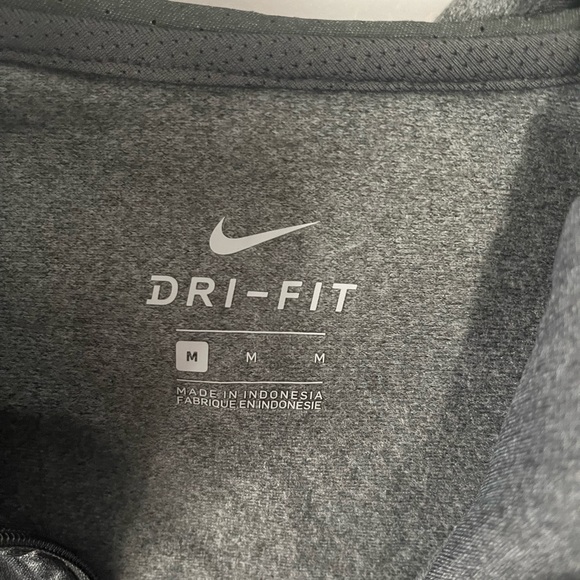 DRI-FIT
M M M
MADE IN INDONESIA
FABRIQUE EN INDONESIE